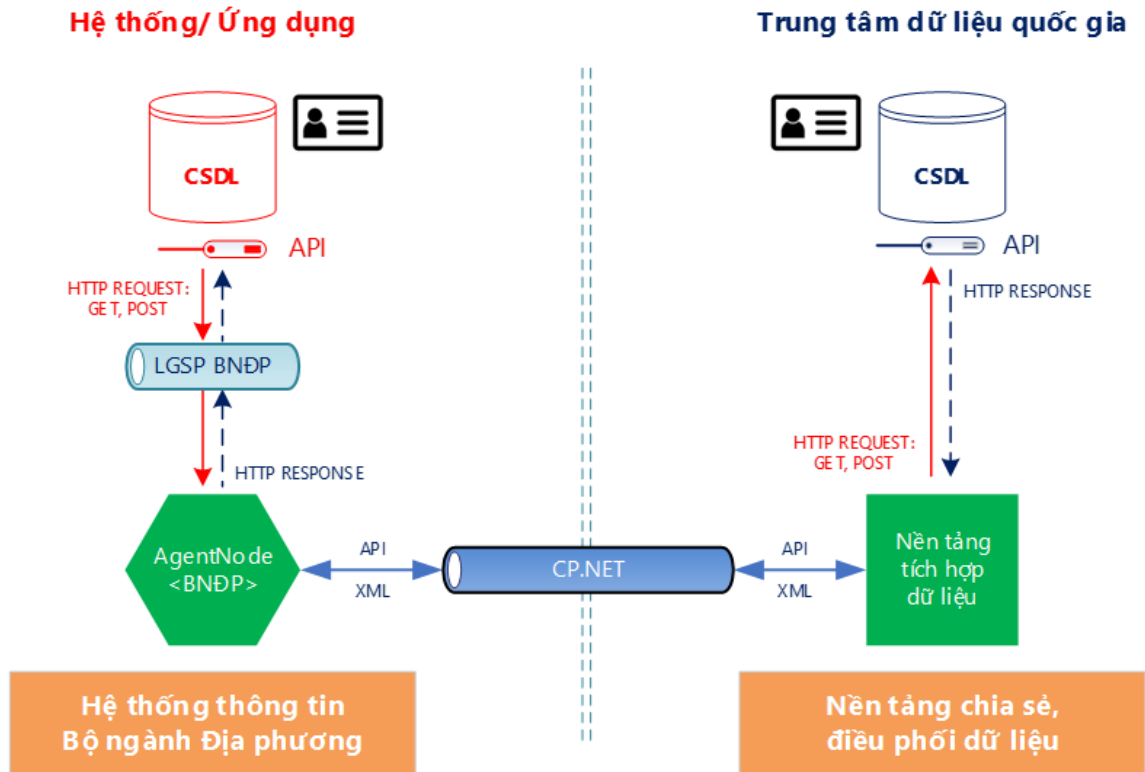 Hệ thống/ Ứng dụng
Trung tâm dữ liệu quốc gia
CSDL
CSDL
API
API
HTTP REQUEST:
GET, POST
HTTP RESPONSE
LGSP BNĐP
HTTP REQUEST:
GET, POST
HTTP RESPONSE
AgentNode
<BNĐP>
API
XML
CP.NET
API
XML
Nền tảng
tích hợp
dữ liệu
Hệ thống thông tin
Bộ ngành Địa phương
Nền tảng chia sẻ,
điều phối dữ liệu